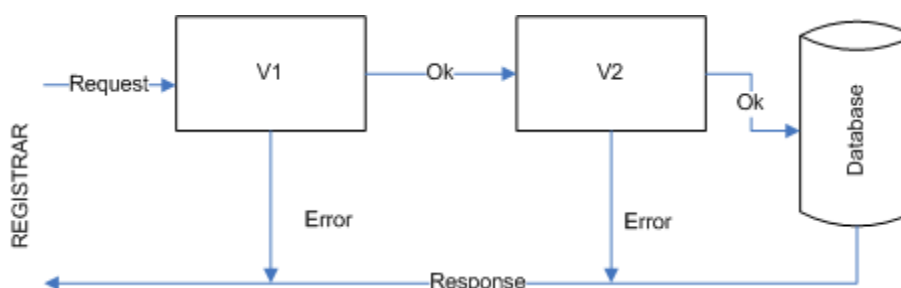 REGISTRAR
Request
V1
Ok
V2
Ok
Database
Error
Error
Response